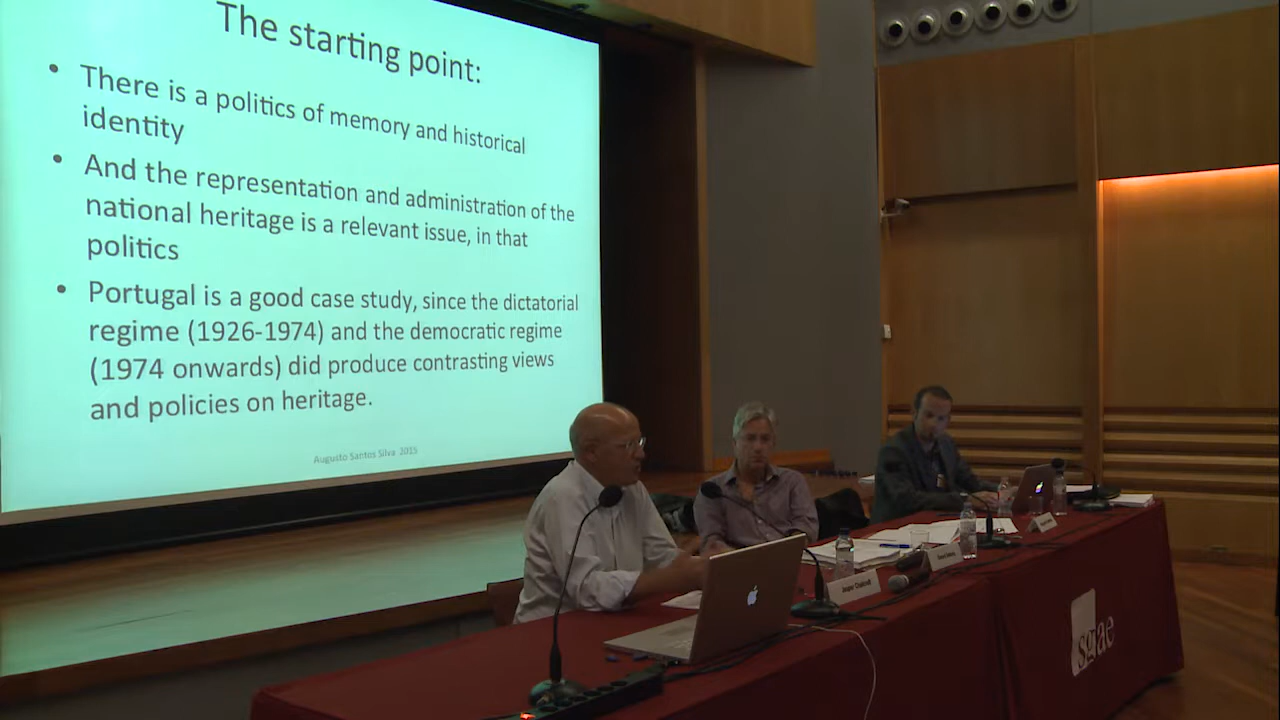 The starting point:
• There is a politics of memory and historical
identity
• And the representation and administration of the
national heritage is a relevant issue, in that
politics
• Portugal is a good case study, since the dictatorial
regime (1926-1974) and the democratic regime
(1974 onwards) did produce contrasting views
and policies on heritage.
Augusto Santos Silva 2015
sgae